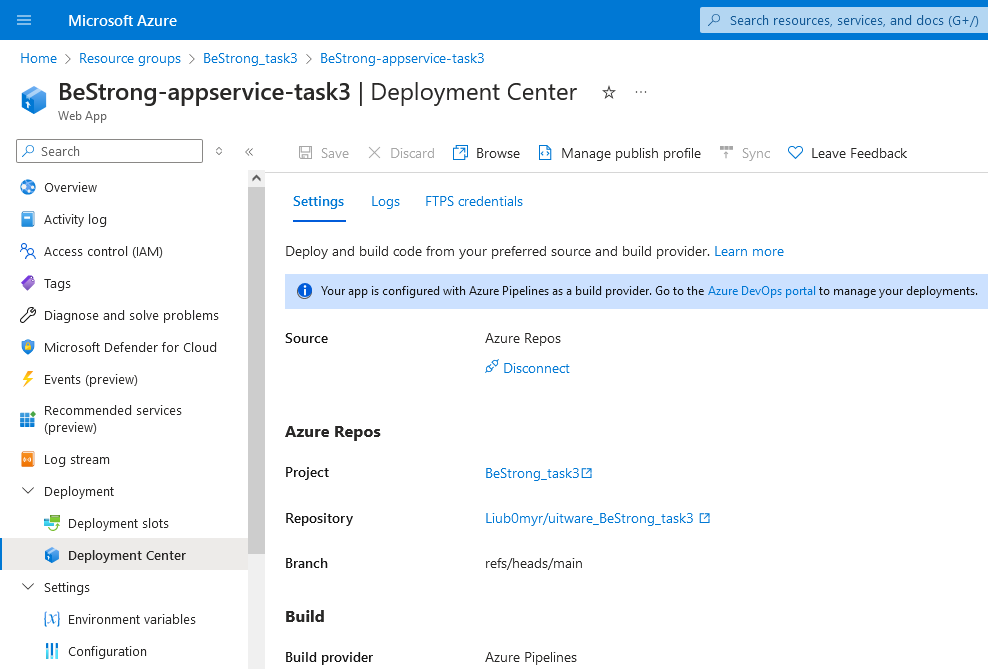 Microsoft Azure
Search resources, services, and docs (G+/)
Home > Resource groups > BeStrong_task3 > BeStrong-appservice-task3
BeStrong-appservice-task3 | Deployment Center
Web App
Search
Save Discard Browse Manage publish profile Sync Leave Feedback
Overview
Activity log
Access control (IAM)
Tags
Diagnose and solve problems
Microsoft Defender for Cloud
Events (preview)
Recommended services
(preview)
Log stream
Deployment
Deployment slots
Deployment Center
Settings
Environment variables
Configuration
Settings Logs FTPS credentials
Deploy and build code from your preferred source and build provider. Learn more
Your app is configured with Azure Pipelines as a build provider. Go to the Azure DevOps portal to manage your deployments.
Source Azure Repos
Disconnect
Azure Repos
Project BeStrong_task3
Repository Liub0myr/uitware_BeStrong_task3
Branch refs/heads/main
Build
Build provider Azure Pipelines